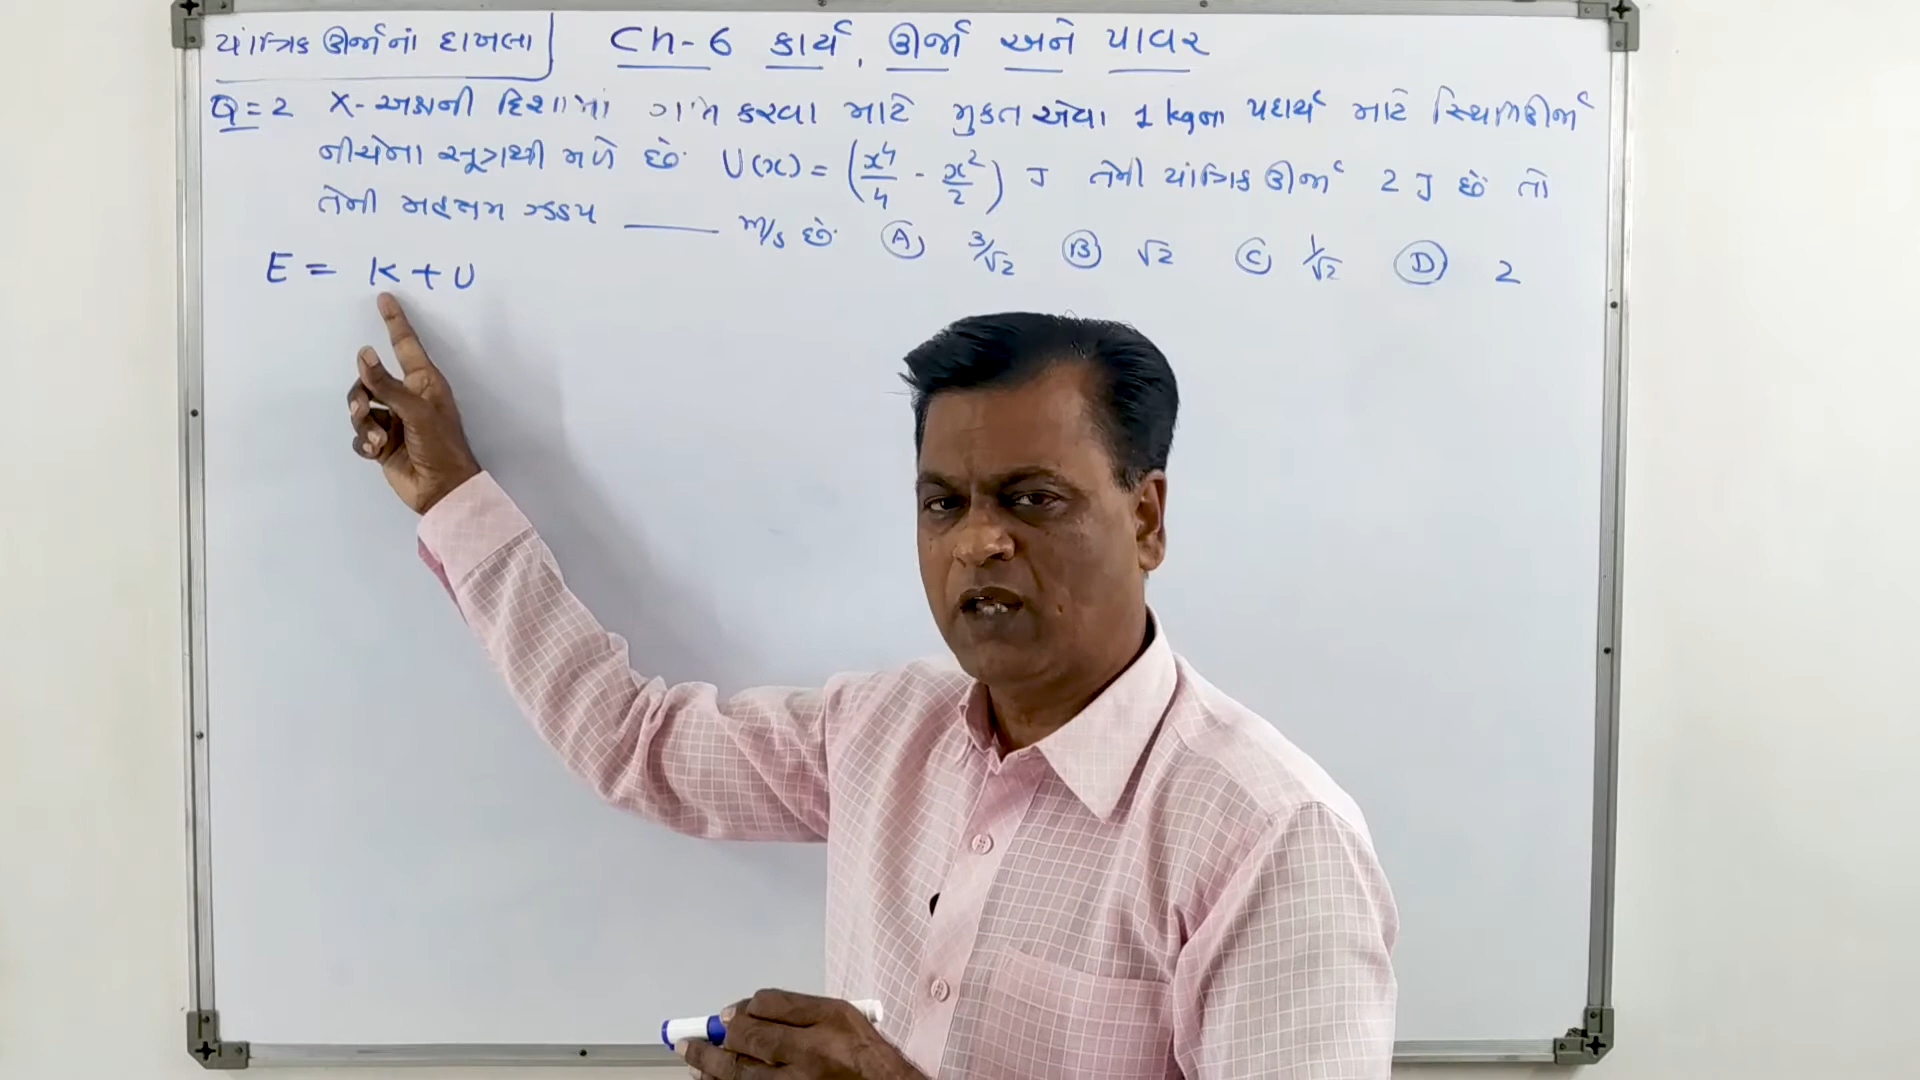 યાંત્રિક ઊર્જાનાં દાખલા
Ch-6 કાર્ય, ઊર્જા અને પાવર
Q=2 X-અક્ષની દિશામાં ગતિ કરવા માટે મુક્ત એવા 1 kgના પદાર્થ માટે સ્થિતિઊર્જા
નીચેના સૂત્રથી મળે છે. U(x) = (x⁴/4 - x²/2) J તેની યાંત્રિક ઊર્જા 2 J છે તો
તેની મહત્તમ ઝડપ ____ m/s છે. (A) 3/√2 (B) √2 (C) 1/√2 (D) 2
E = K + U